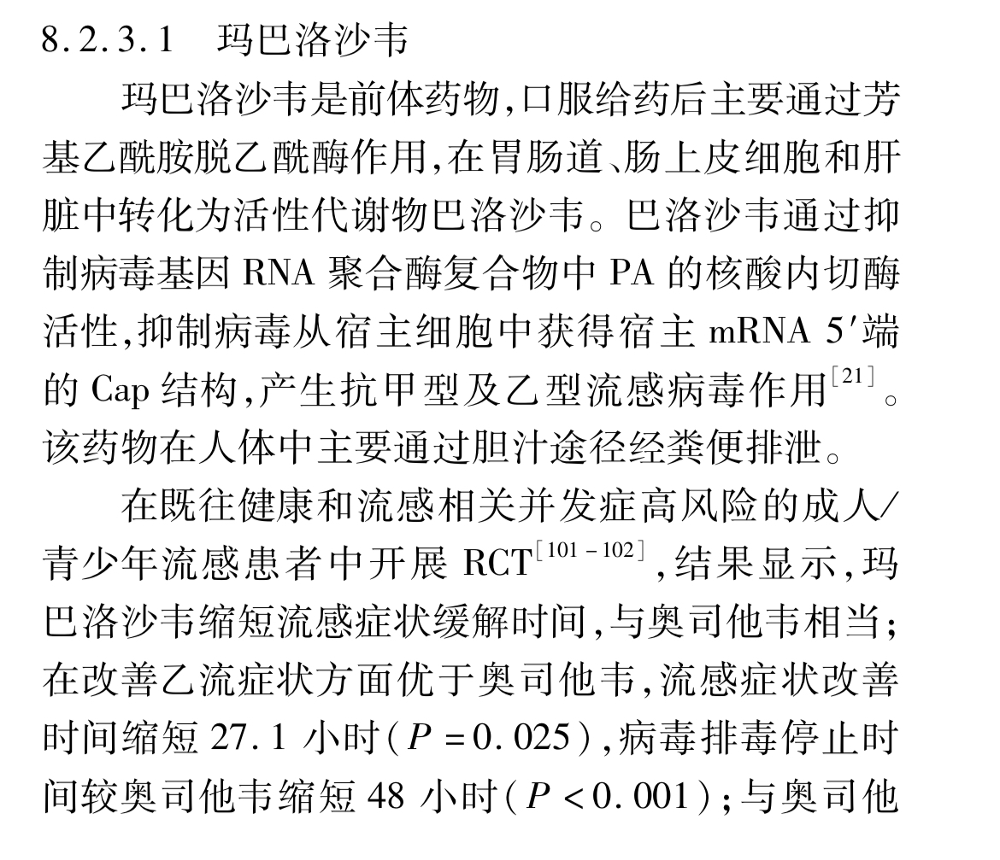 8.2.3.1 玛巴洛沙韦
玛巴洛沙韦是前体药物,口服给药后主要通过芳
基乙酰胺脱乙酰酶作用,在胃肠道、肠上皮细胞和肝
脏中转化为活性代谢物巴洛沙韦。巴洛沙韦通过抑
制病毒基因 RNA 聚合酶复合物中 PA 的核酸内切酶
活性,抑制病毒从宿主细胞中获得宿主 mRNA 5′端
的 Cap 结构,产生抗甲型及乙型流感病毒作用[21]。
该药物在人体中主要通过胆汁途径经粪便排泄。
在既往健康和流感相关并发症高风险的成人/
青少年流感患者中开展 RCT[101-102],结果显示,玛
巴洛沙韦缩短流感症状缓解时间,与奥司他韦相当;
在改善乙流症状方面优于奥司他韦,流感症状改善
时间缩短 27.1 小时(P=0.025),病毒排毒停止时
间较奥司他韦缩短 48 小时(P<0.001);与奥司他